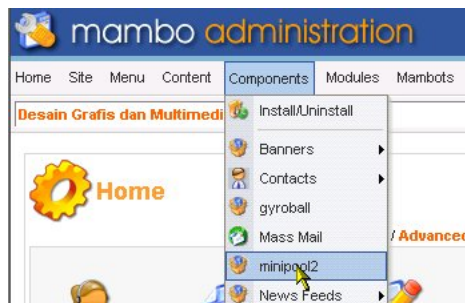 mambo administration
Home Site Menu Content Components Modules Mambots
Desain Grafis dan Multimedi
Install/Uninstall
Banners
Contacts
Home
gyroball
Mass Mail
/ Advanced
minipool2
News Feeds